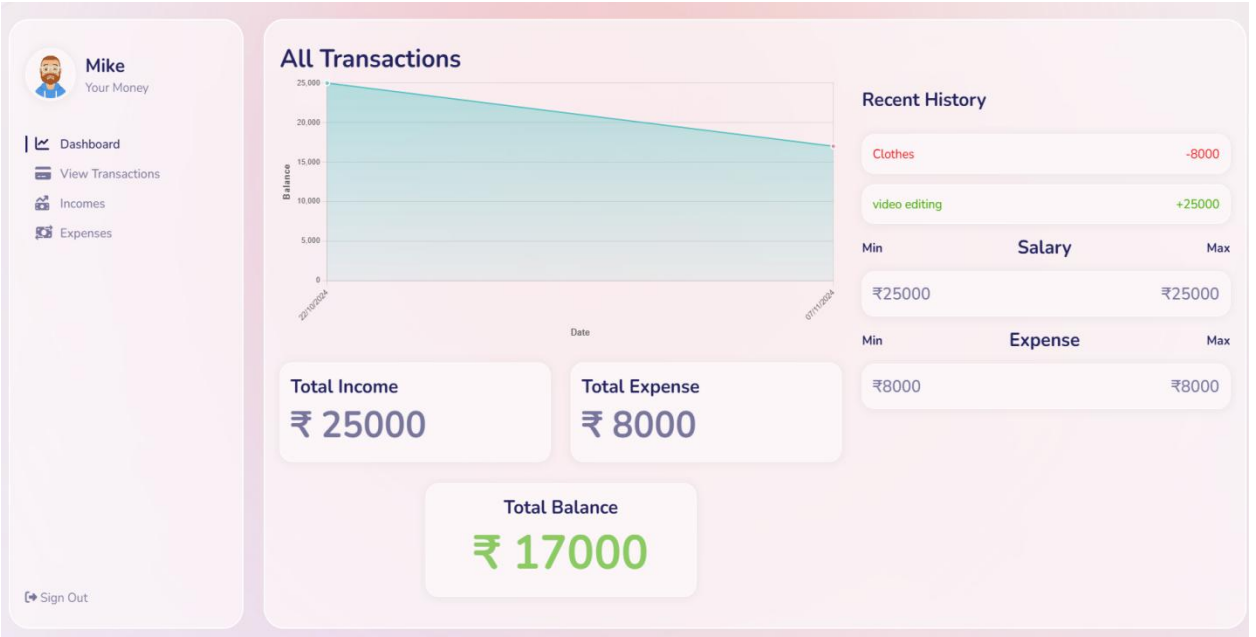 Mike
Your Money
Dashboard
View Transactions
Incomes
Expenses
Sign Out
All Transactions
25,000
20,000
15,000
10,000
5,000
0
Balance
22/10/2024
07/11/2024
Date
Total Income
₹ 25000
Total Expense
₹ 8000
Total Balance
₹ 17000
Recent History
Clothes -8000
video editing +25000
Min Salary Max
₹25000 ₹25000
Min Expense Max
₹8000 ₹8000